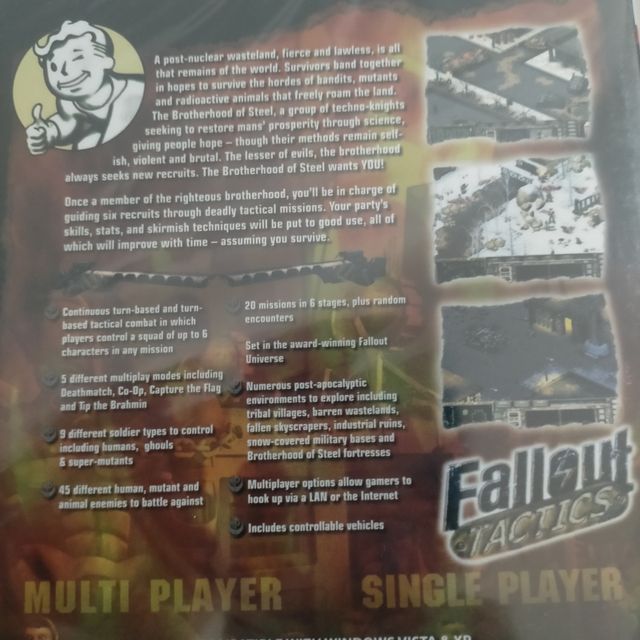 A post-nuclear wasteland, fierce and lawless, is all
that remains of the world. Survivors band together
in hopes to survive the hordes of bandits, mutants
and radioactive animals that freely roam the land.
The Brotherhood of Steel, a group of techno-knights
seeking to restore mans' prosperity through science,
giving people hope – though their methods remain self-
ish, violent and brutal. The lesser of evils, the brotherhood
always seeks new recruits. The Brotherhood of Steel wants YOU!
Once a member of the righteous brotherhood, you'll be in charge of
guiding six recruits through deadly tactical missions. Your party's
skills, stats, and skirmish techniques will be put to good use, all of
which will improve with time – assuming you survive.
Continuous turn-based and turn-
based tactical combat in which
players control a squad of up to 6
characters in any mission
5 different multiplay modes including
Deathmatch, Co-Op, Capture the Flag
and Tip the Brahmin
9 different soldier types to control
including humans, ghouls
& super-mutants
45 different human, mutant and
animal enemies to battle against
20 missions in 6 stages, plus random
encounters
Set in the award-winning Fallout
Universe
Numerous post-apocalyptic
environments to explore including
tribal villages, barren wastelands,
fallen skyscrapers, industrial ruins,
snow-covered military bases and
Brotherhood of Steel fortresses
Multiplayer options allow gamers to
hook up via a LAN or the Internet
Includes controllable vehicles
Fallout
TACTICS
MULTI PLAYER
SINGLE PLAYER
WITH WINDOWS VISTA & XP